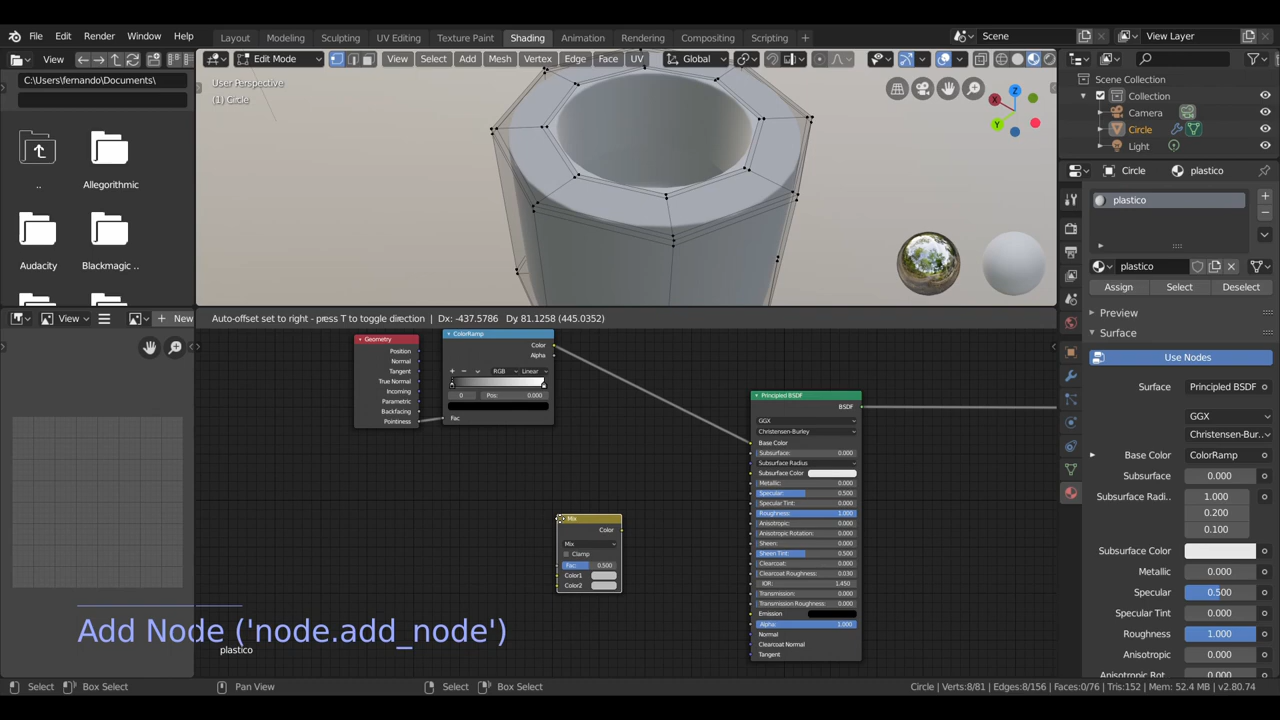 File Edit Render Window Help
Layout Modeling Sculpting UV Editing Texture Paint Shading Animation Rendering Compositing Scripting +
Scene
View Layer
View
Edit Mode
View Select Add Mesh Vertex Edge Face UV
Global
C:\Users\fernando\Documents\
..
Allegorithmic
Audacity
Blackmagic ..
User Perspective
(1) Circle
X
Y
Z
Scene Collection
Collection
Camera
Circle
Light
Circle
plastico
plastico
plastico
Assign
Select
Deselect
Preview
Surface
Use Nodes
Surface
Principled BSDF
GGX
Christensen-Bur..
Base Color
ColorRamp
Subsurface
0.000
Subsurface Radi..
1.000
0.200
0.100
Subsurface Color
Metallic
0.000
Specular
0.500
Specular Tint
0.000
Roughness
1.000
Anisotropic
0.000
View
New
Auto-offset set to right - press T to toggle direction | Dx: -437.5786 Dy 81.1258 (445.0352)
Geometry
Position
Normal
Tangent
True Normal
Incoming
Parametric
Backfacing
Pointiness
ColorRamp
Color
Alpha
RGB
Linear
0
Pos: 0.000
Fac
Mix
Color
Mix
Clamp
Fac: 0.500
Color1
Color2
Principled BSDF
BSDF
GGX
Christensen-Burley
Base Color
Subsurface: 0.000
Subsurface Radius
Subsurface Color
Metallic: 0.000
Specular: 0.500
Specular Tint: 0.000
Roughness: 1.000
Anisotropic: 0.000
Anisotropic Rotation: 0.000
Sheen: 0.000
Sheen Tint: 0.500
Clearcoat: 0.000
Clearcoat Roughness: 0.030
IOR: 1.450
Transmission: 0.000
Transmission Roughness: 0.000
Emission
Alpha: 1.000
Normal
Clearcoat Normal
Tangent
Add Node ('node.add_node')
plastico
Select
Box Select
Pan View
Select
Box Select
Circle | Verts:8/81 | Edges:8/156 | Faces:0/76 | Tris:152 | Mem: 52.4 MB | v2.80.74